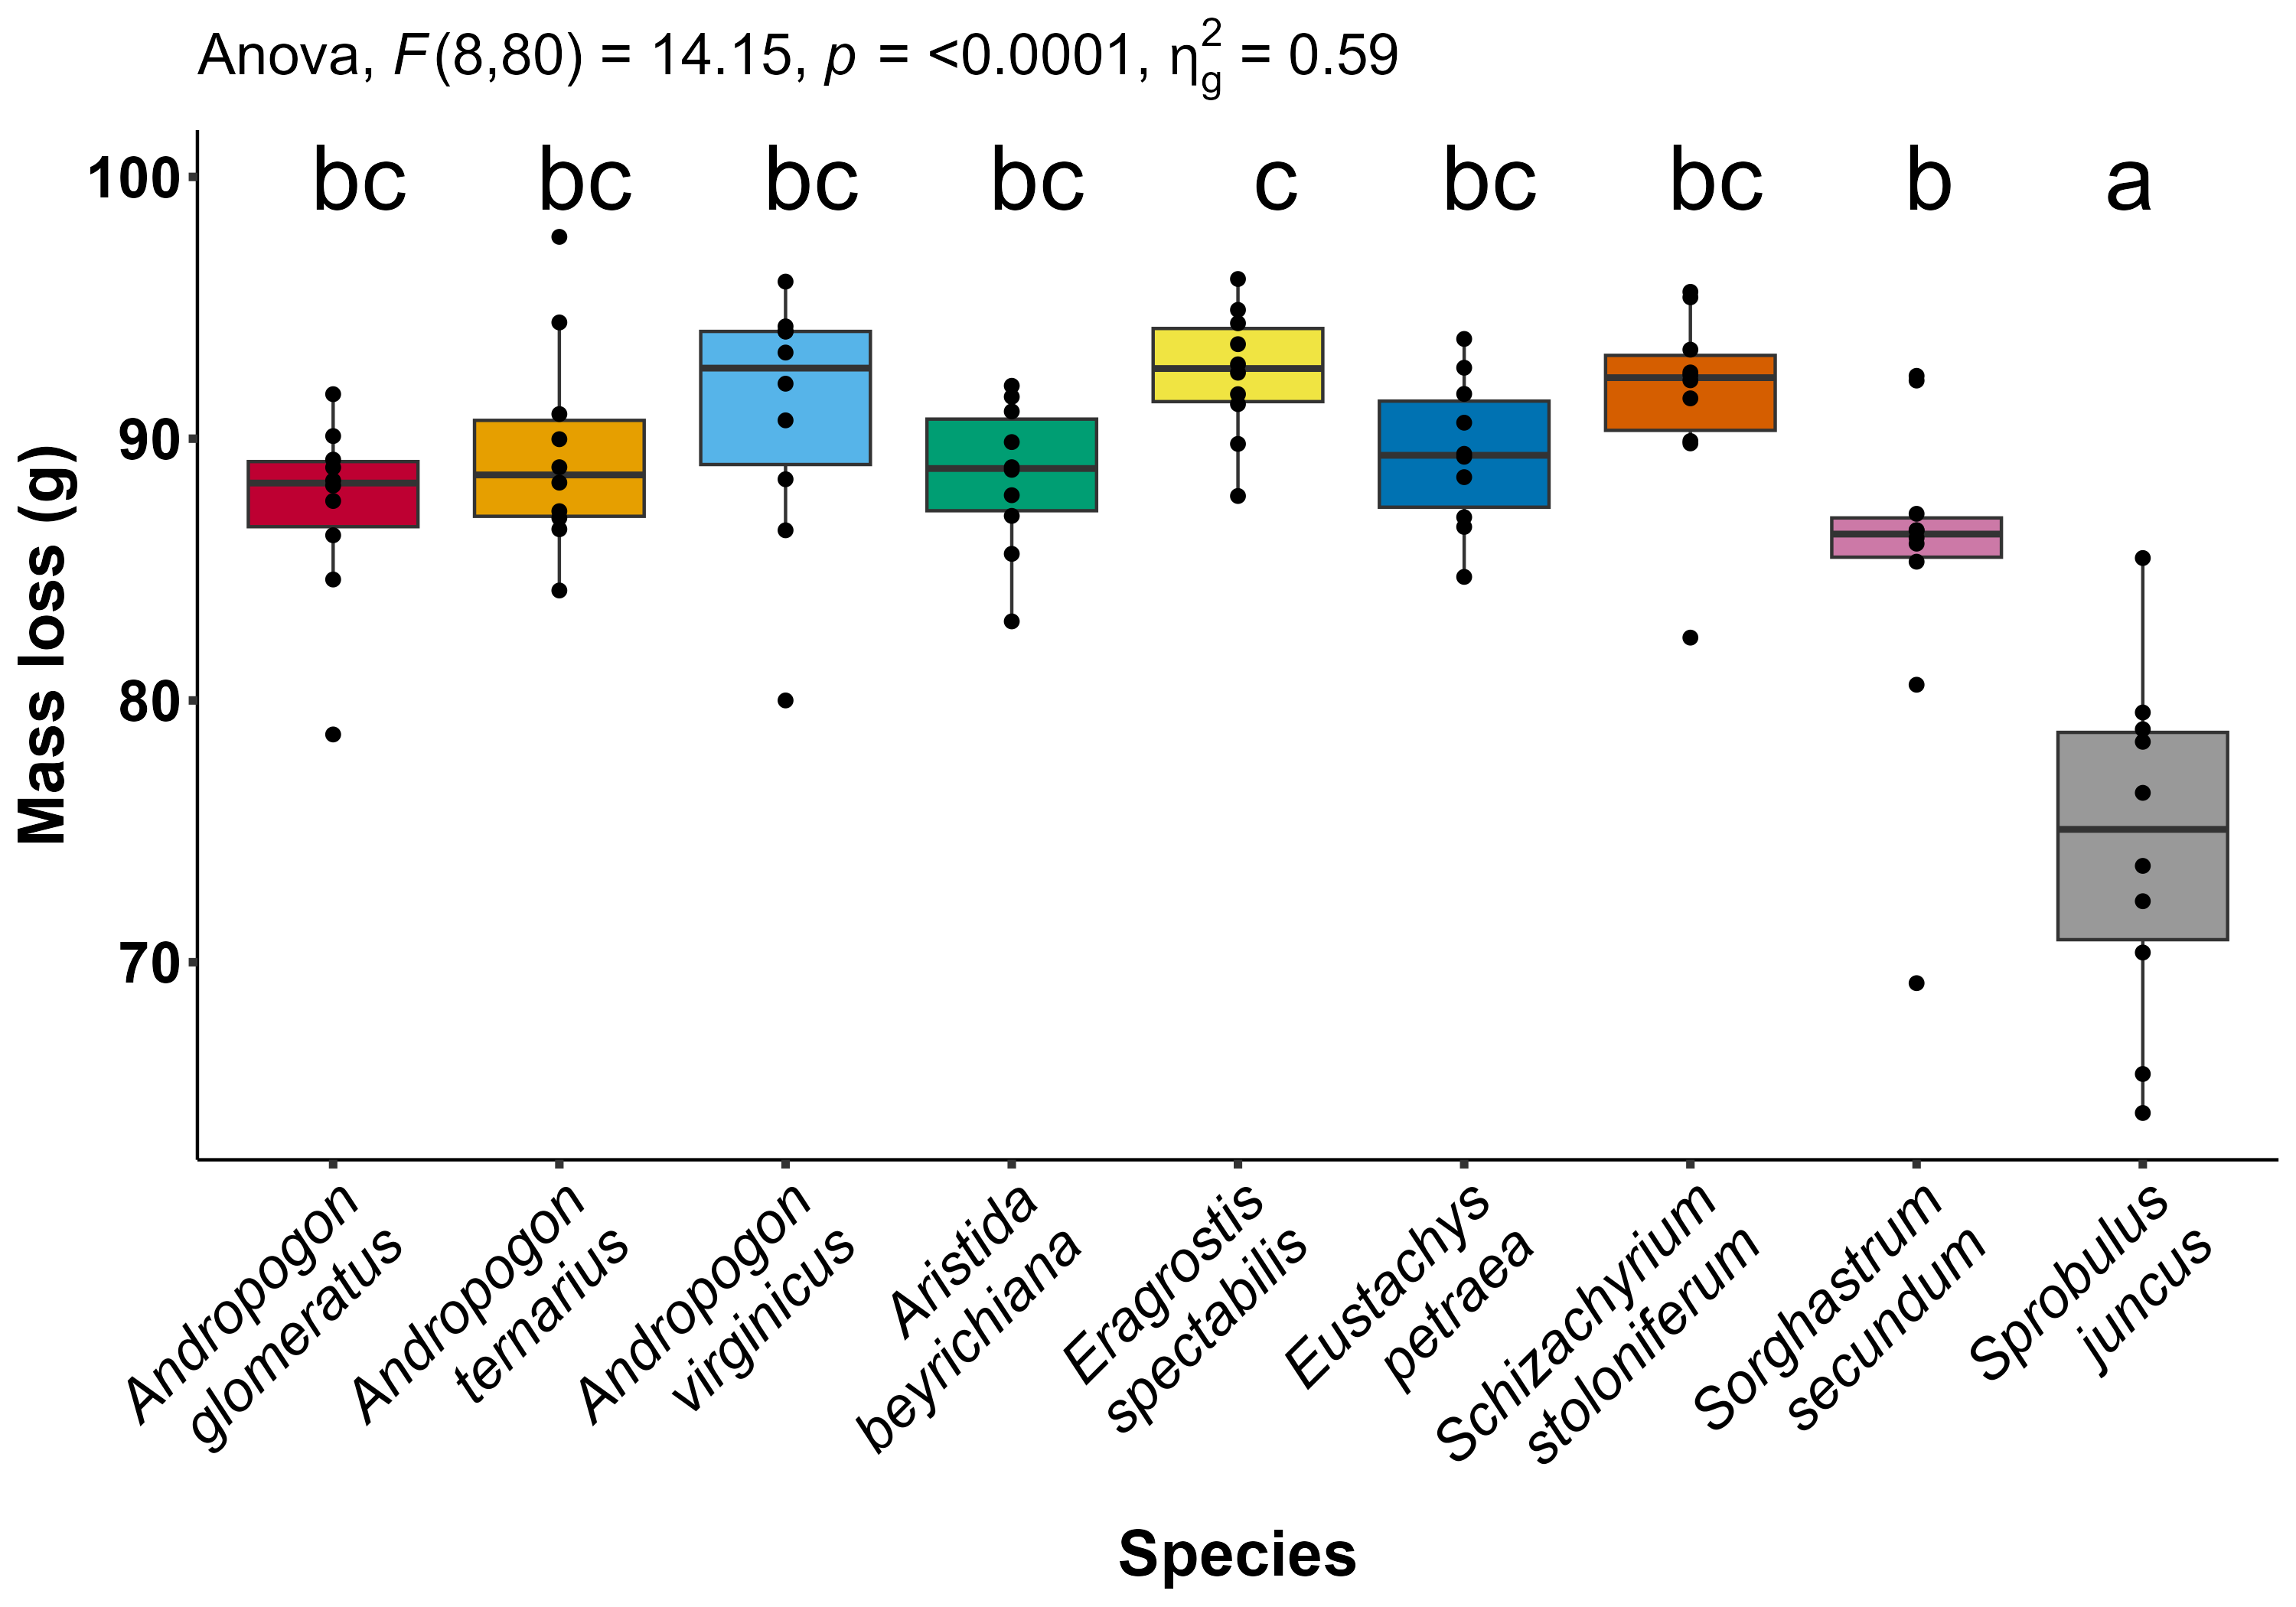 Anova, F(8,80) = 14.15, p = <0.0001, η²g = 0.59
100
90
80
70
Mass loss (g)
bc bc bc bc c bc bc b a
Andropogon
glomeratus
Andropogon
ternarius
Andropogon
virginicus
Aristida
beyrichiana
Eragrostis
spectabilis
Eustachys
petraea
Schizachyrium
stoloniferum
Sorghastrum
secundum
Sprobulus
juncus
Species